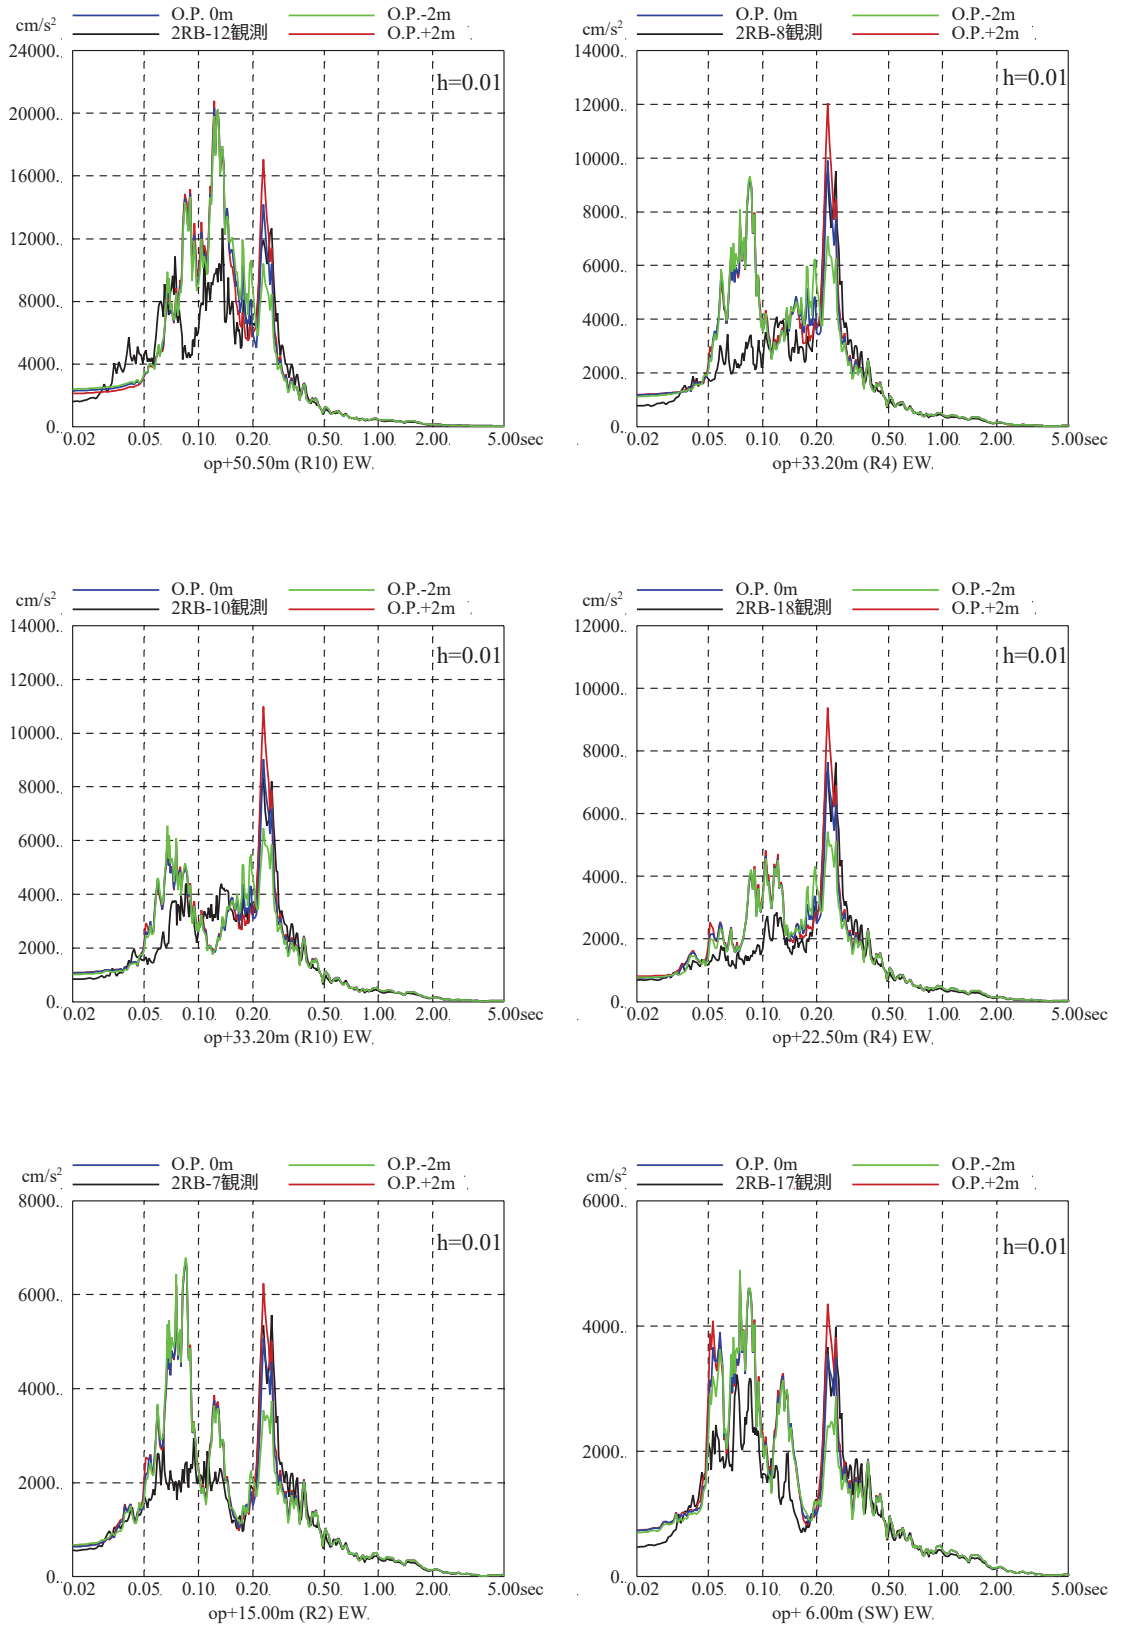 cm/s²
O.P. 0m
O.P.-2m
2RB-12観測
O.P.+2m
h=0.01
24000.
20000.
16000.
12000.
8000.
4000.
0.
0.02 0.05 0.10 0.20 0.50 1.00 2.00 5.00sec
op+50.50m (R10) EW
cm/s²
O.P. 0m
O.P.-2m
2RB-8観測
O.P.+2m
h=0.01
14000.
12000.
10000.
8000.
6000.
4000.
2000.
0.
0.02 0.05 0.10 0.20 0.50 1.00 2.00 5.00sec
op+33.20m (R4) EW
cm/s²
O.P. 0m
O.P.-2m
2RB-10観測
O.P.+2m
h=0.01
14000.
12000.
10000.
8000.
6000.
4000.
2000.
0.
0.02 0.05 0.10 0.20 0.50 1.00 2.00 5.00sec
op+33.20m (R10) EW
cm/s²
O.P. 0m
O.P.-2m
2RB-18観測
O.P.+2m
h=0.01
12000.
10000.
8000.
6000.
4000.
2000.
0.
0.02 0.05 0.10 0.20 0.50 1.00 2.00 5.00sec
op+22.50m (R4) EW
cm/s²
O.P. 0m
O.P.-2m
2RB-7観測
O.P.+2m
h=0.01
8000.
6000.
4000.
2000.
0.
0.02 0.05 0.10 0.20 0.50 1.00 2.00 5.00sec
op+15.00m (R2) EW
cm/s²
O.P. 0m
O.P.-2m
2RB-17観測
O.P.+2m
h=0.01
6000.
4000.
2000.
0.
0.02 0.05 0.10 0.20 0.50 1.00 2.00 5.00sec
op+ 6.00m (SW) EW